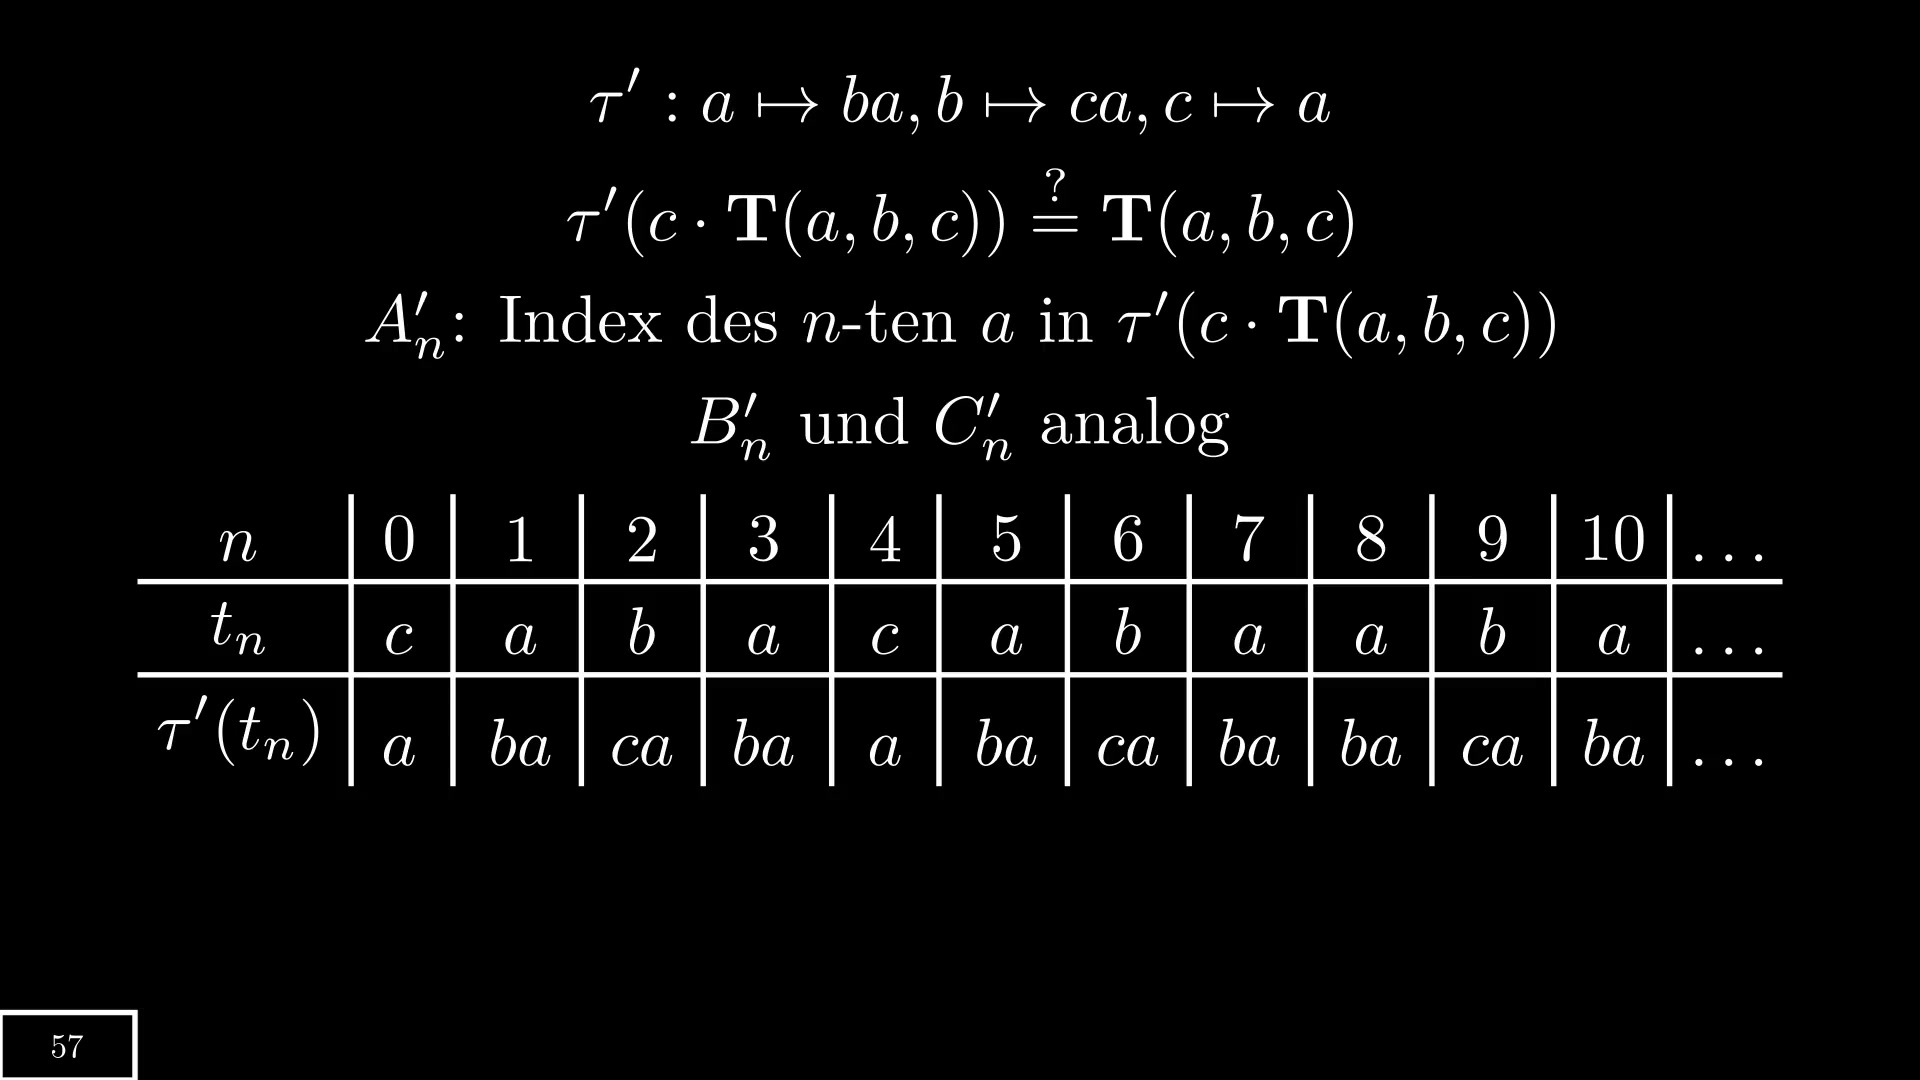 τ′ : a ↦ ba, b ↦ ca, c ↦ a
τ′(c · T(a, b, c)) ≟ T(a, b, c)
A′ₙ: Index des n-ten a in τ′(c · T(a, b, c))
B′ₙ und C′ₙ analog
n 0 1 2 3 4 5 6 7 8 9 10 …
tₙ c a b a c a b a a b a …
τ′(tₙ) a ba ca ba a ba ca ba ba ca ba …
57